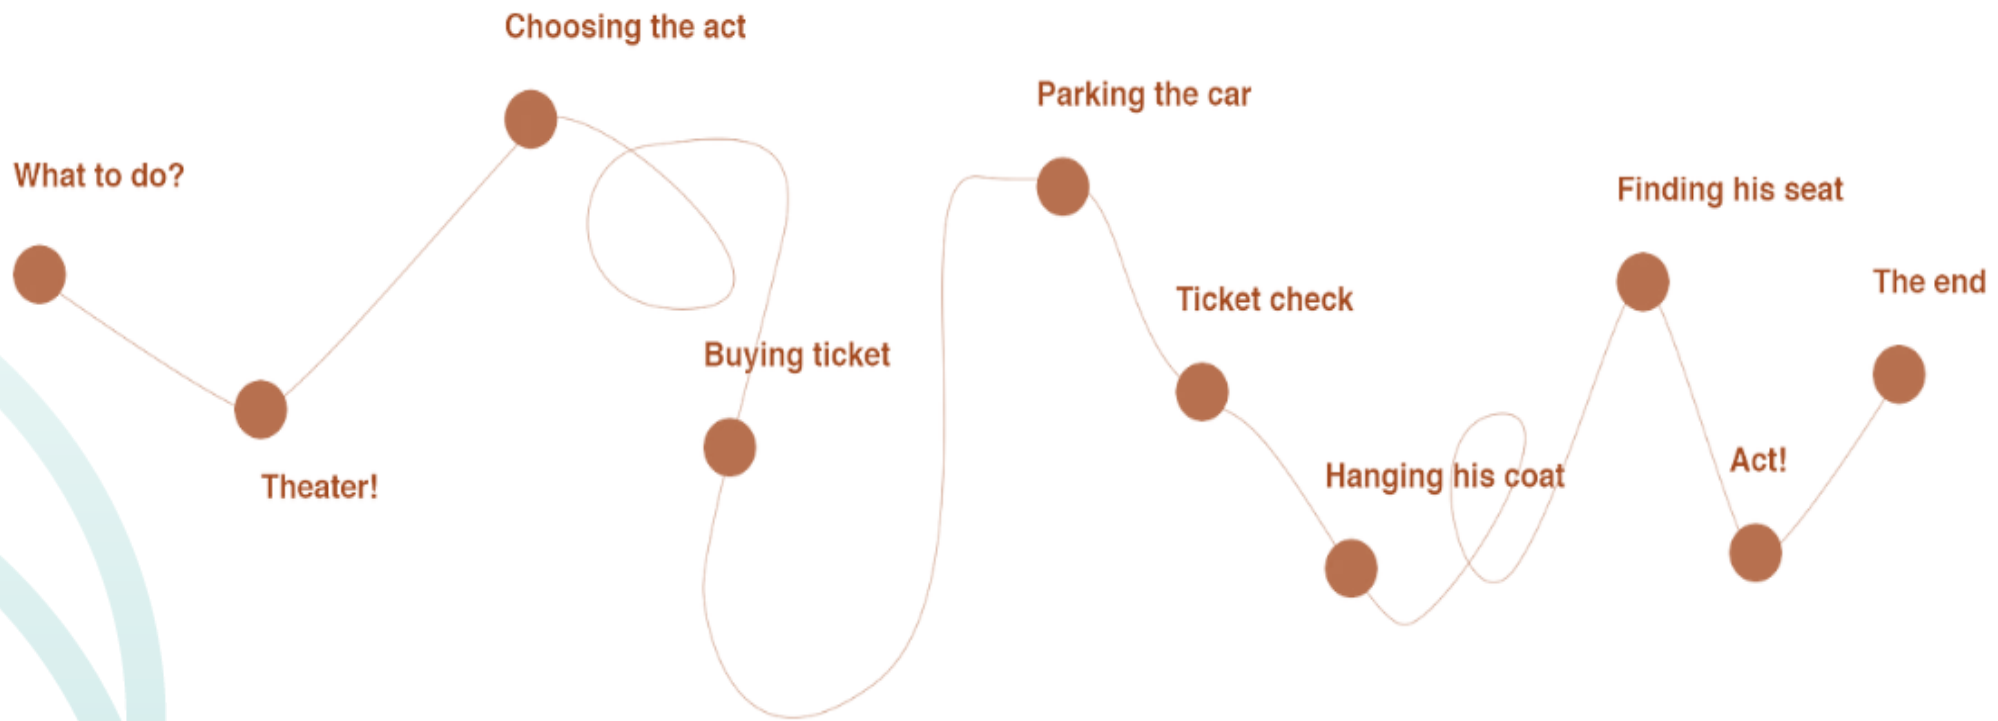 What to do?
Theater!
Choosing the act
Buying ticket
Parking the car
Ticket check
Hanging his coat
Finding his seat
Act!
The end